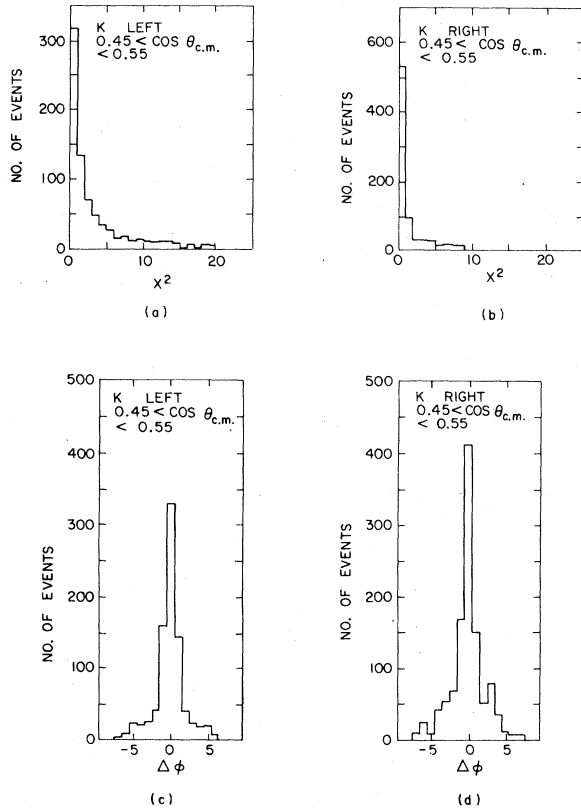 K LEFT
0.45 < COS θc.m.
< 0.55
300
200
100
0
NO. OF EVENTS
0 10 20
X²
(a)
K RIGHT
0.45 < COS θc.m.
< 0.55
600
400
200
0
NO. OF EVENTS
0 10 20
X²
(b)
K LEFT
0.45 < COS θc.m.
< 0.55
500
400
300
200
100
0
NO. OF EVENTS
-5 0 5
Δφ
(c)
K RIGHT
0.45 < COS θc.m.
< 0.55
500
400
300
200
100
0
NO. OF EVENTS
-5 0 5
Δφ
(d)